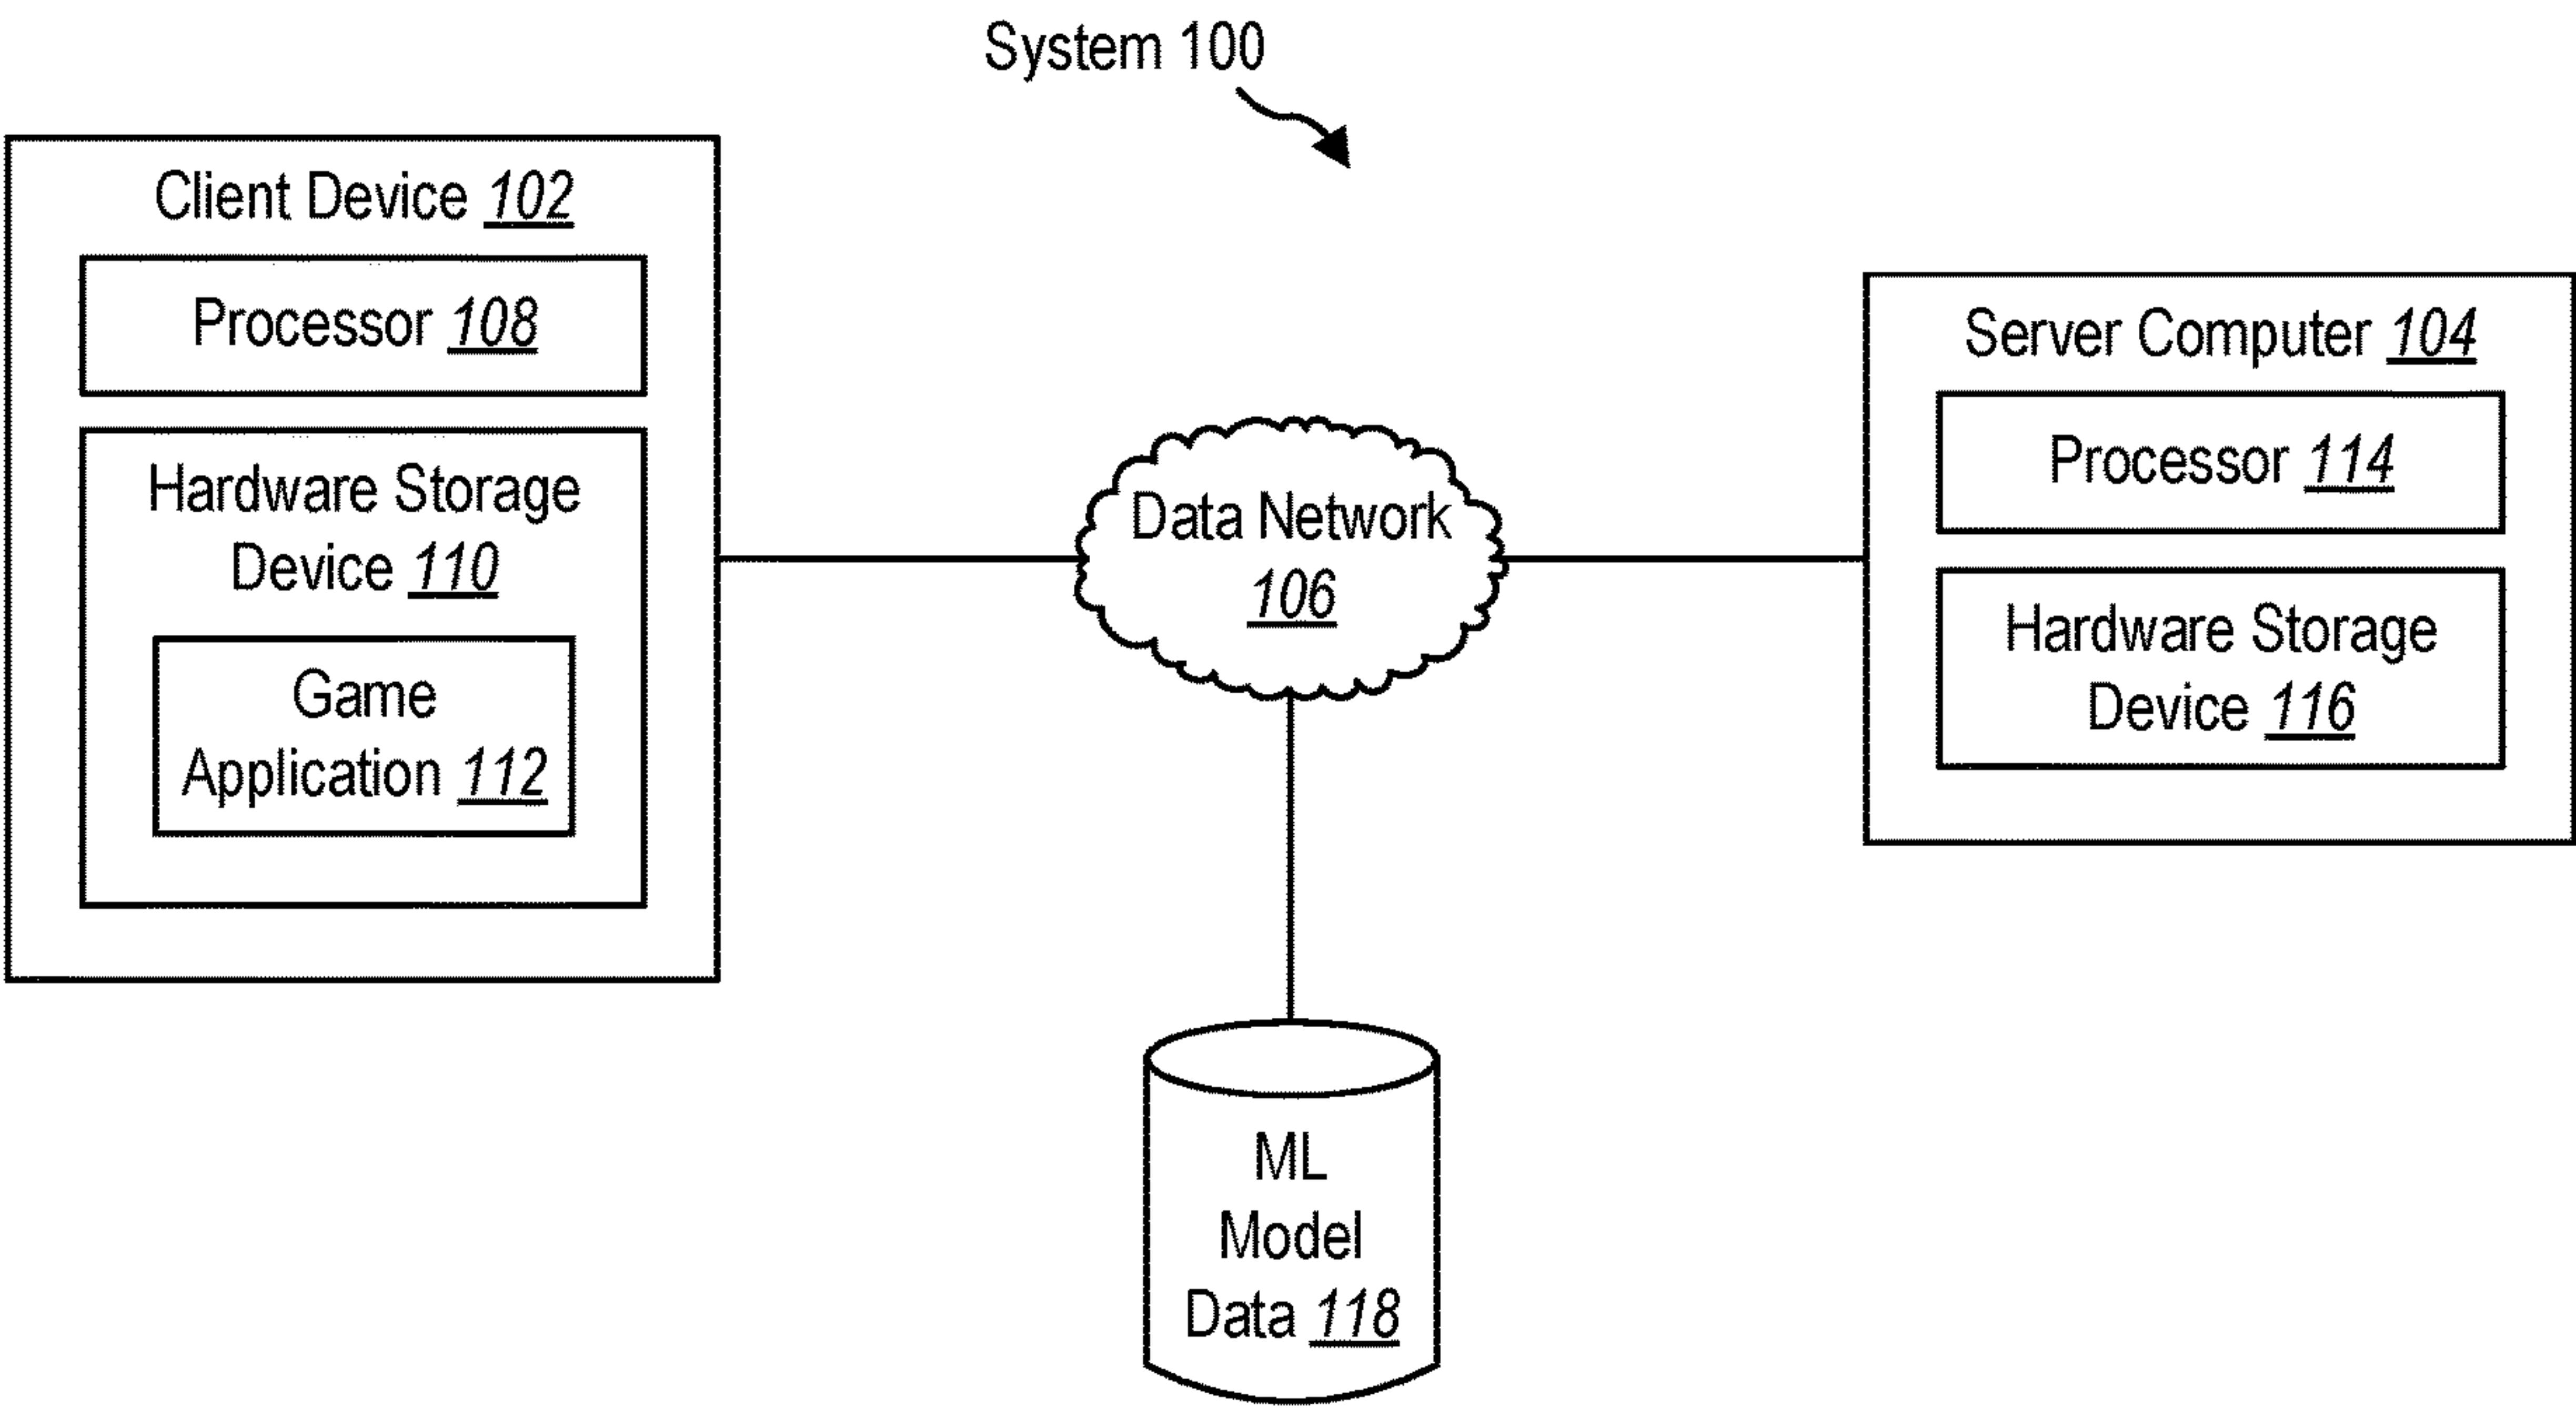 System 100
Client Device 102
Processor 108
Hardware Storage
Device 110
Game
Application 112
Data Network
106
Server Computer 104
Processor 114
Hardware Storage
Device 116
ML
Model
Data 118